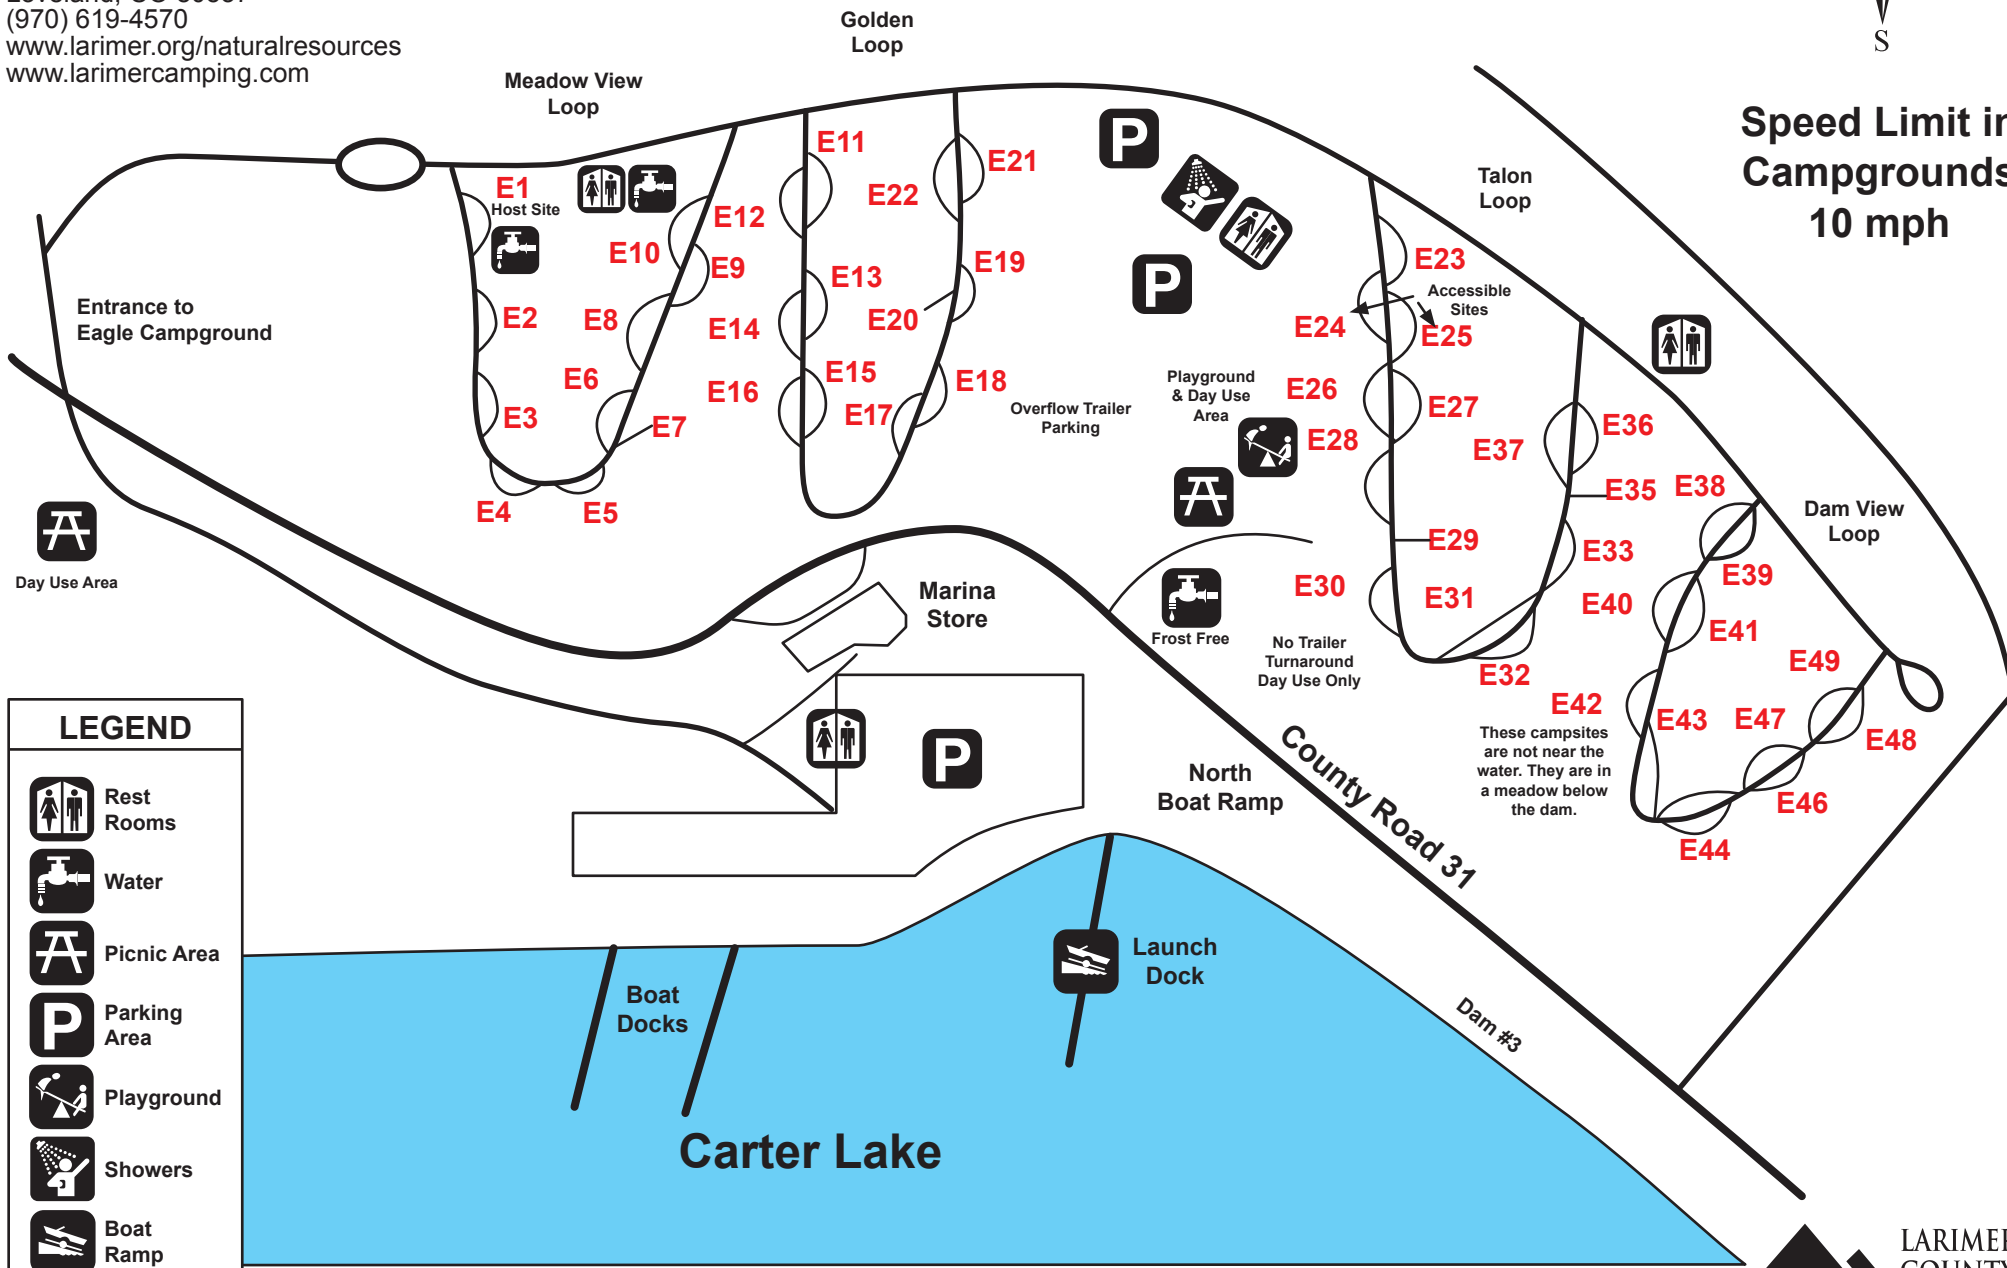 (970) 619-4570
www.larimer.org/naturalresources
www.larimercamping.com
S
Speed Limit in
Campgrounds
10 mph
Golden
Loop
Meadow View
Loop
Talon
Loop
Dam View
Loop
Entrance to
Eagle Campground
E1
Host Site
E2
E3
E4
E5
E6
E7
E8
E9
E10
E11
E12
E13
E14
E15
E16
E17
E18
E19
E20
E21
E22
P
P
Overflow Trailer
Parking
Playground
& Day Use
Area
E23
Accessible
Sites
E24
E25
E26
E27
E28
E29
E30
E31
E32
E33
E35
E36
E37
E38
E39
E40
E41
E42
E43
E44
E46
E47
E48
E49
Frost Free
No Trailer
Turnaround
Day Use Only
These campsites
are not near the
water. They are in
a meadow below
the dam.
Day Use Area
Marina
Store
P
North
Boat Ramp
County Road 31
Launch
Dock
Boat
Docks
Dam #3
Carter Lake
LEGEND
Rest
Rooms
Water
Picnic Area
P
Parking
Area
Playground
Showers
Boat
Ramp
LARIMER
COUNTY